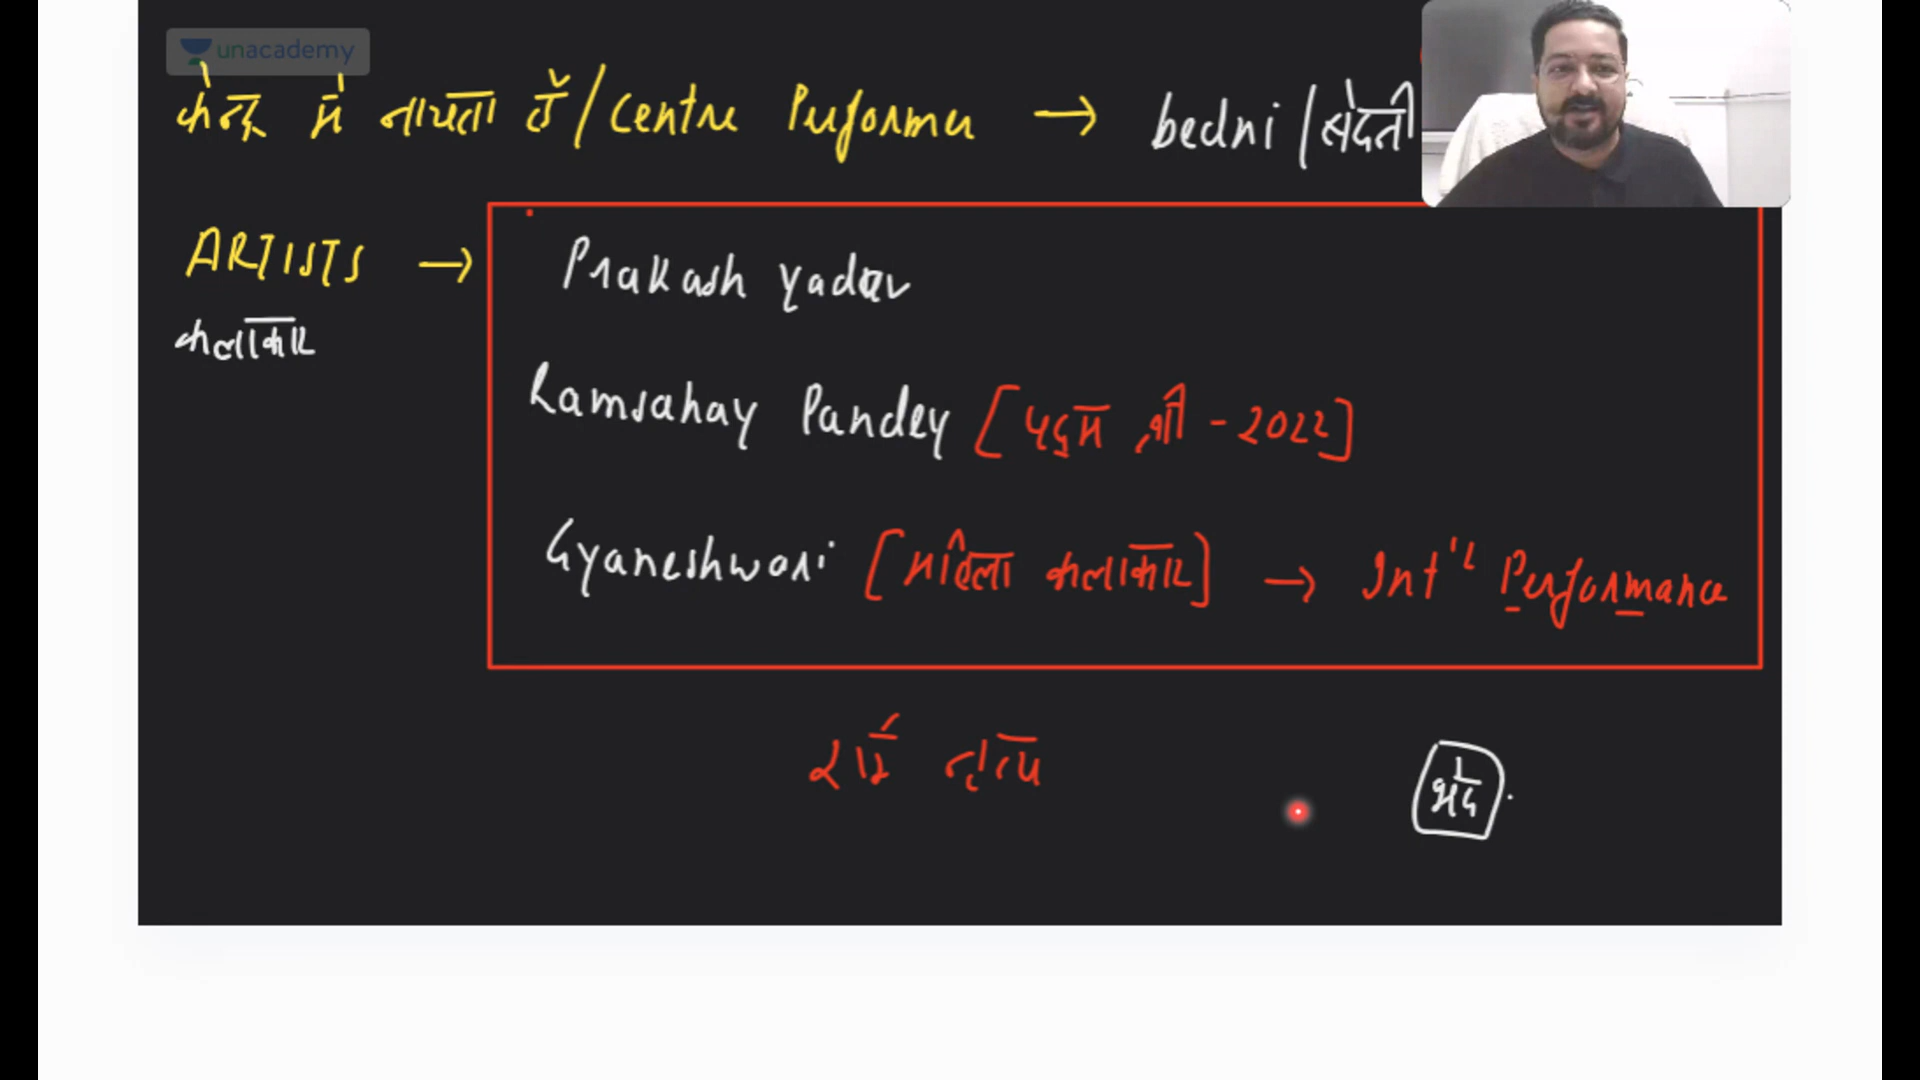 unacademy
केन्द्र में नाचता है / Centre Performer → bedni / बेदनी
ARTISTS → Prakash Yadav
कलाकार
Ramsahay Pandey [पद्म श्री - 2022]
Gyaneshwari [महिला कलाकार] → Int'l Performance
नृत्य